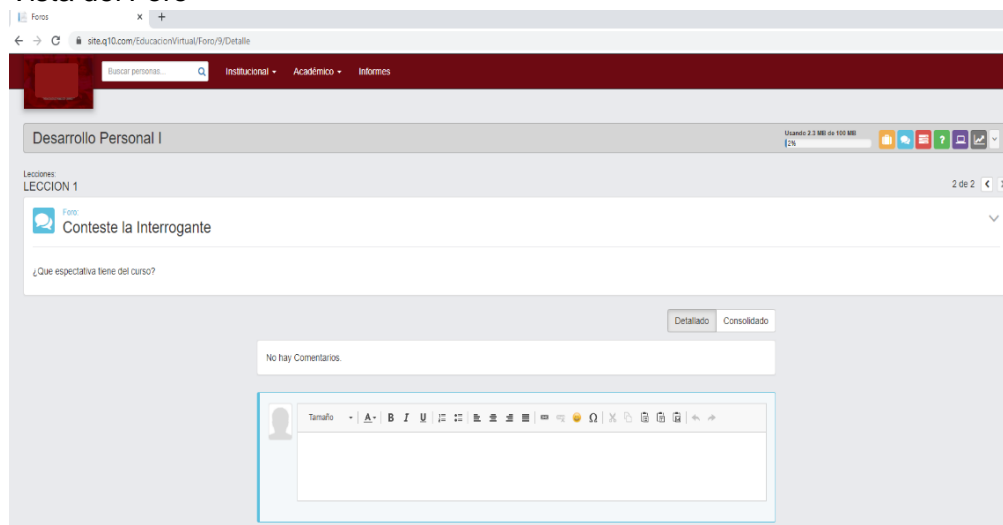 Vista del Foro
Foros
site.q10.com/EducacionVirtual/Foro/9/Detalle
Buscar personas...
Institucional
Académico
Informes
Desarrollo Personal I
Usando 2.3 MB de 100 MB
2%
Lecciones:
LECCION 1
2 de 2
Foro:
Conteste la Interrogante
¿Que espectativa tiene del curso?
Detallado
Consolidado
No hay Comentarios.
Tamaño
A
B
I
U
Ω